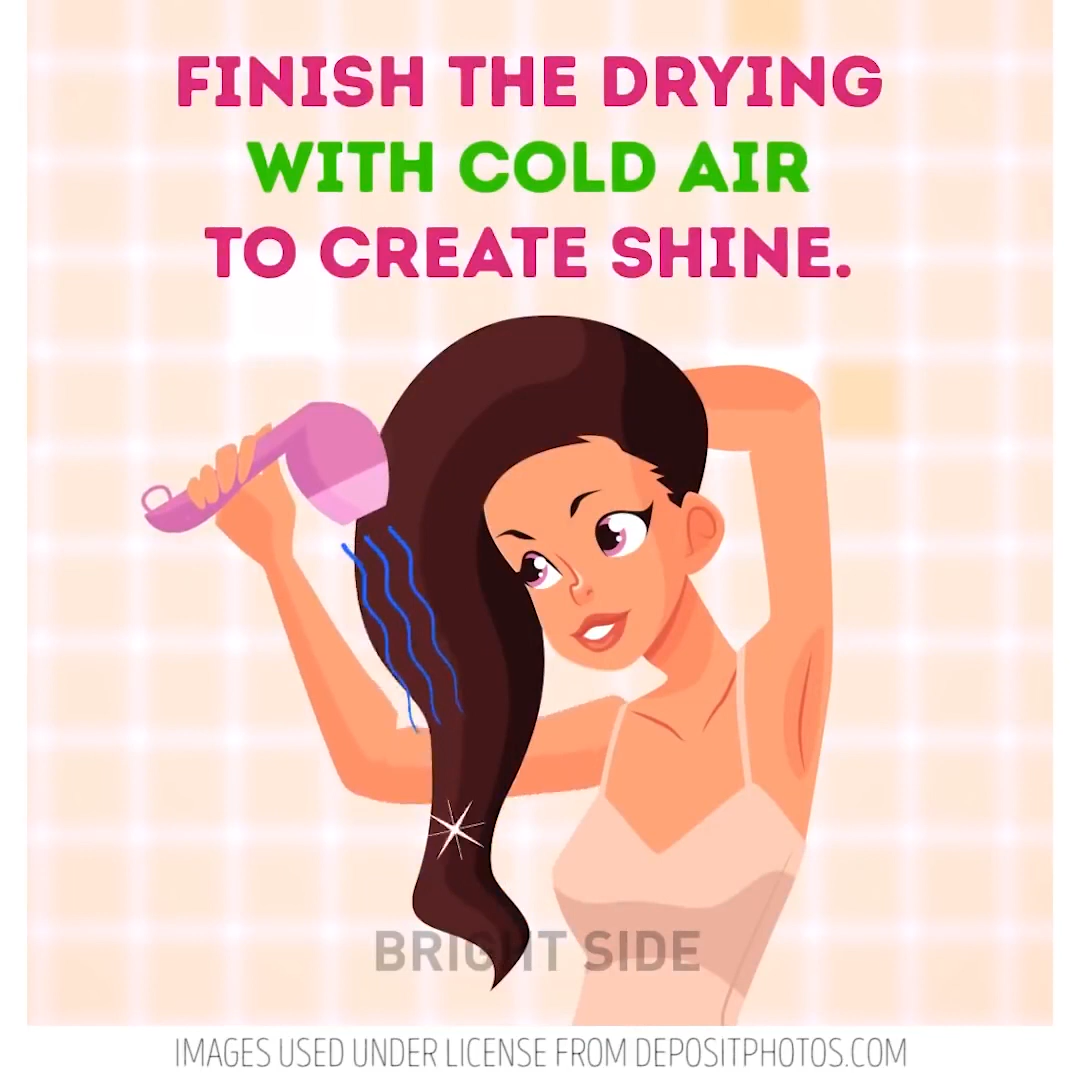 FINISH THE DRYING
WITH COLD AIR
TO CREATE SHINE.
BRIGHT SIDE
IMAGES USED UNDER LICENSE FROM DEPOSITPHOTOS.COM